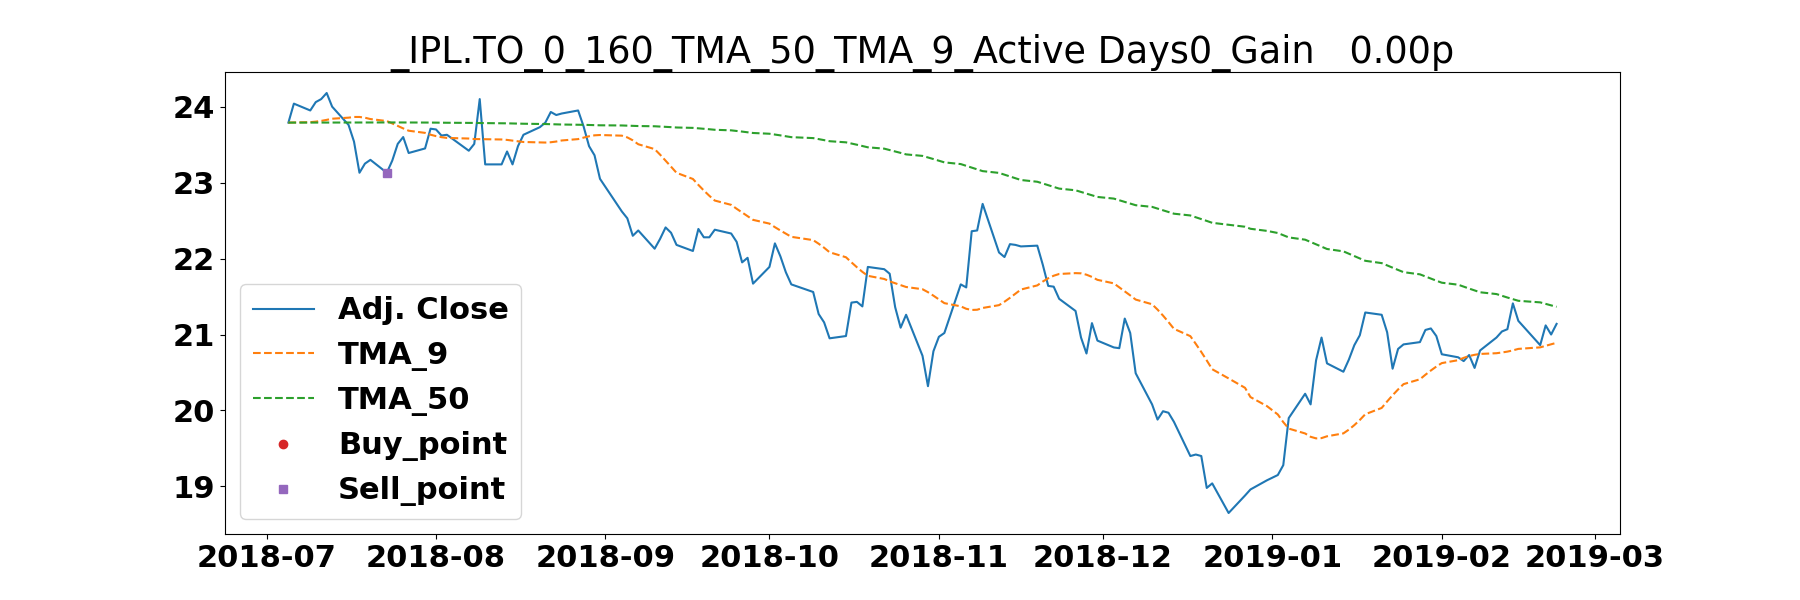 _IPL.TO_0_160_TMA_50_TMA_9_Active Days0_Gain   0.00p
24
23
22
21
20
19
Adj. Close
TMA_9
TMA_50
Buy_point
Sell_point
2018-07 2018-08 2018-09 2018-10 2018-11 2018-12 2019-01 2019-02 2019-03